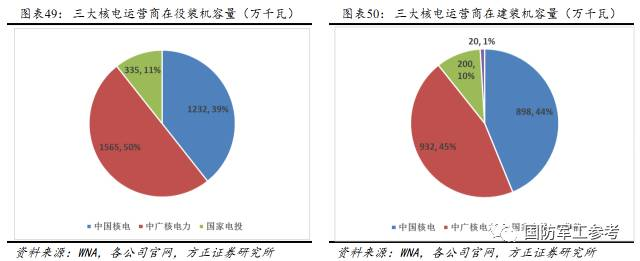 图表49：三大核电运营商在役装机容量（万千瓦）
335, 11%
1232, 39%
1565, 50%
中国核电 中广核电力 国家电投
资料来源：WNA，各公司官网，方正证券研究所
图表50：三大核电运营商在建装机容量（万千瓦）
20, 1%
200,
10%
898, 44%
932, 45%
中国核电 中广核电
国防军工参考
资料来源：WNA，各公司官网，方正证券研究所